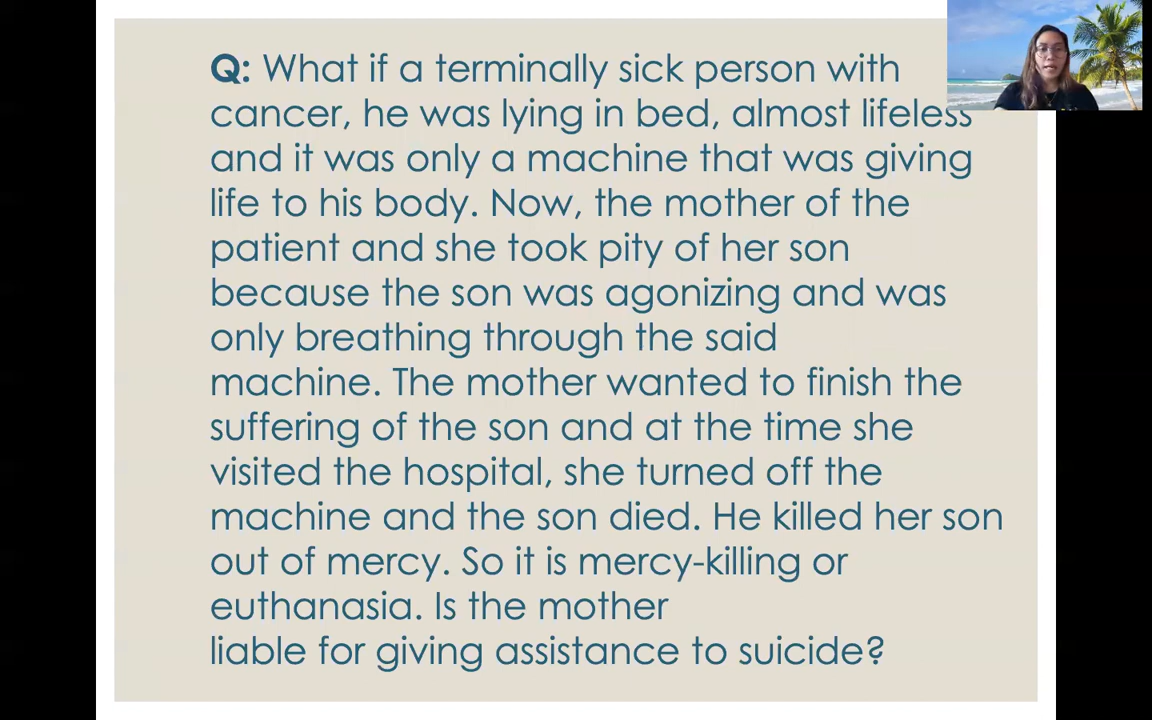 Q: What if a terminally sick person with
cancer, he was lying in bed, almost lifeless
and it was only a machine that was giving
life to his body. Now, the mother of the
patient and she took pity of her son
because the son was agonizing and was
only breathing through the said
machine. The mother wanted to finish the
suffering of the son and at the time she
visited the hospital, she turned off the
machine and the son died. He killed her son
out of mercy. So it is mercy-killing or
euthanasia. Is the mother
liable for giving assistance to suicide?